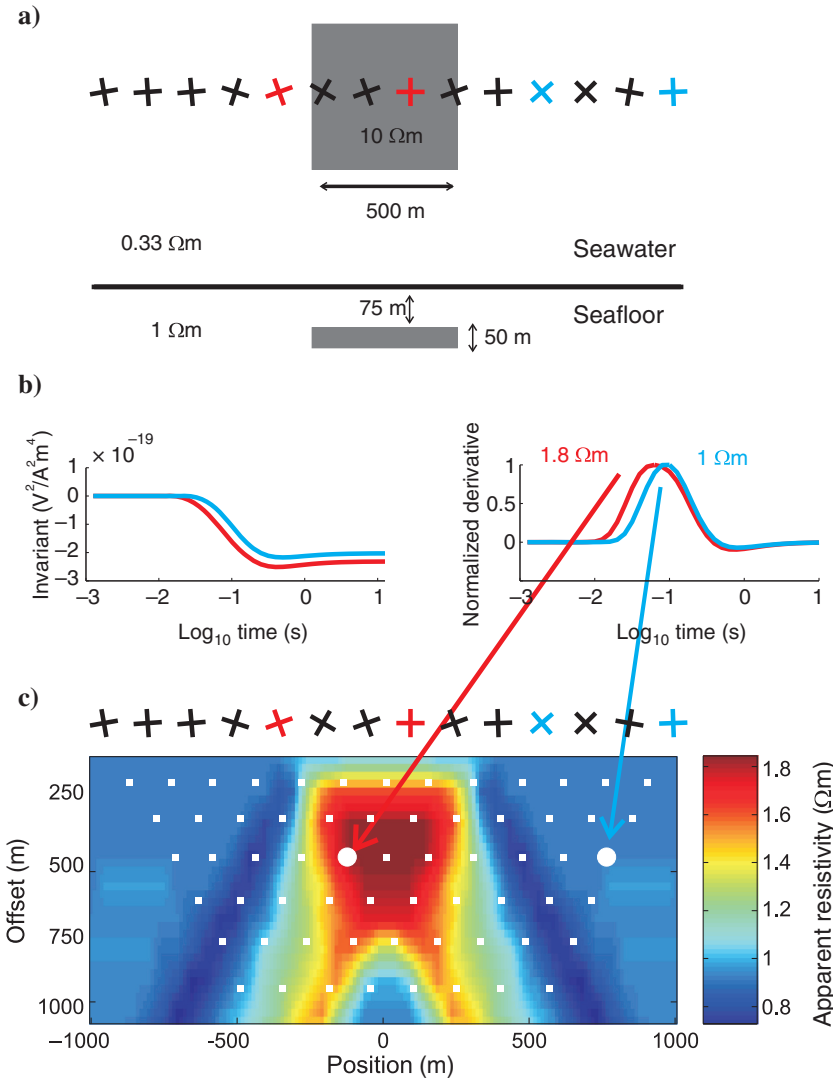 a)
10 Ωm
500 m
0.33 Ωm
Seawater
75 m
Seafloor
1 Ωm
50 m
b)
× 10⁻¹⁹
1
0
−1
−2
−3
−3
−2
−1
0
1
Invariant (V²/A²m⁴)
Log₁₀ time (s)
1.8 Ωm
1 Ωm
1
0.5
0
−3
−2
−1
0
1
Normalized derivative
Log₁₀ time (s)
c)
250
500
750
1000
Offset (m)
−1000
-500
0
500
1000
Position (m)
1.8
1.6
1.4
1.2
1
0.8
Apparent resistivity (Ωm)